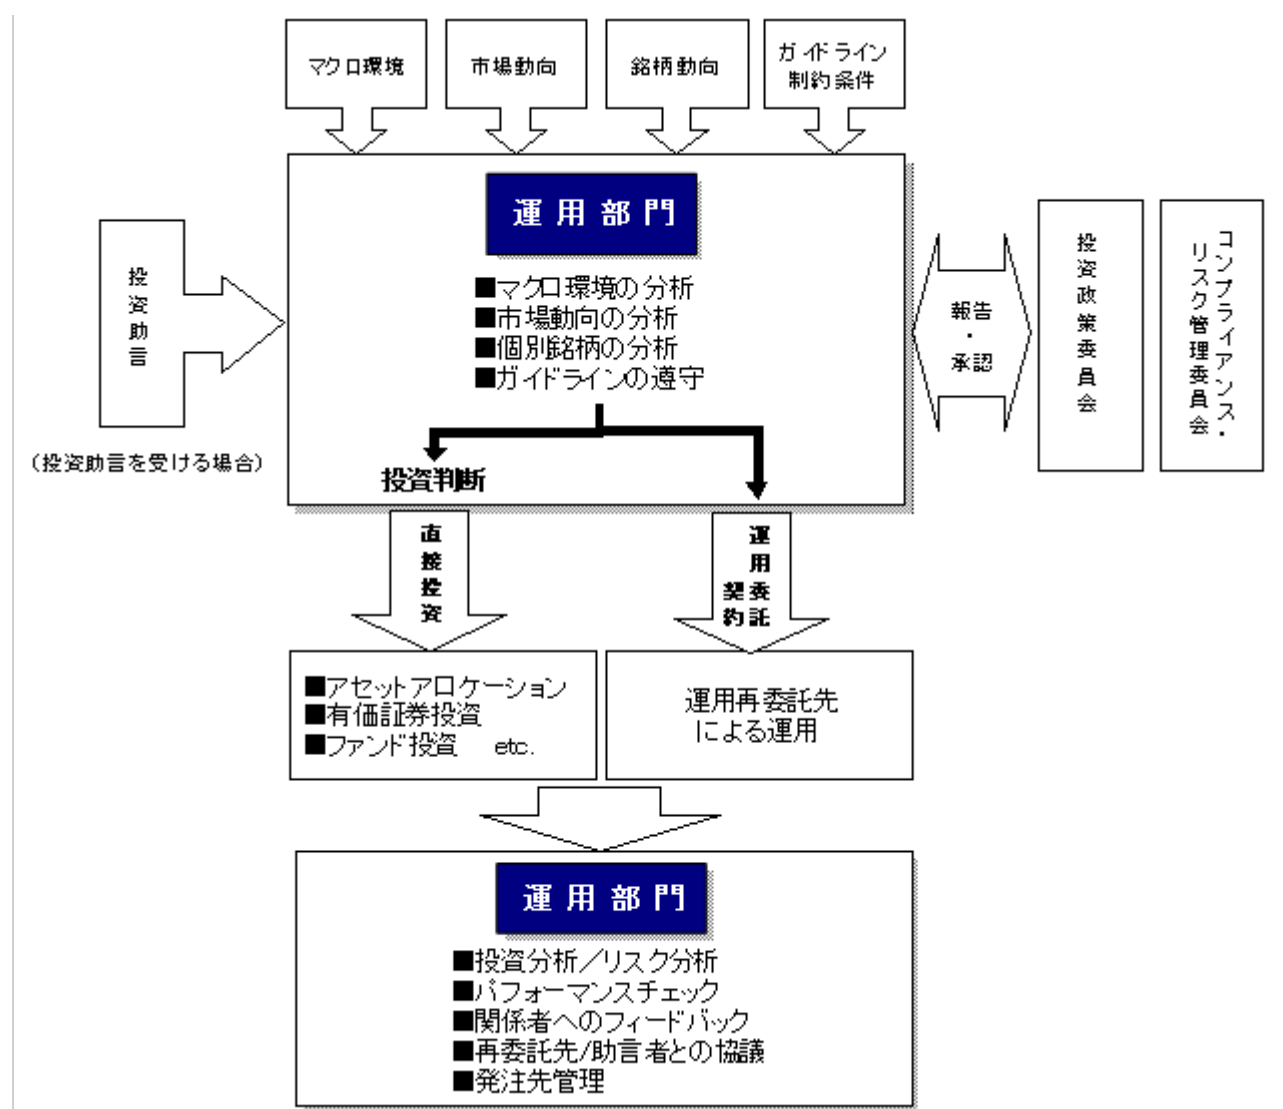 マクロ環境
市場動向
銘柄動向
ガイドライン
制約条件
運用部門
■マクロ環境の分析
■市場動向の分析
■個別銘柄の分析
■ガイドラインの遵守
投資助言
(投資助言を受ける場合)
報告
・
承認
投資政策委員会
コンプライアンス・
リスク管理委員会
投資判断
直接投資
運用委託
契約
■アセットアロケーション
■有価証券投資
■ファンド投資 etc.
運用再委託先
による運用
運用部門
■投資分析/リスク分析
■パフォーマンスチェック
■関係者へのフィードバック
■再委託先/助言者との協議
■発注先管理